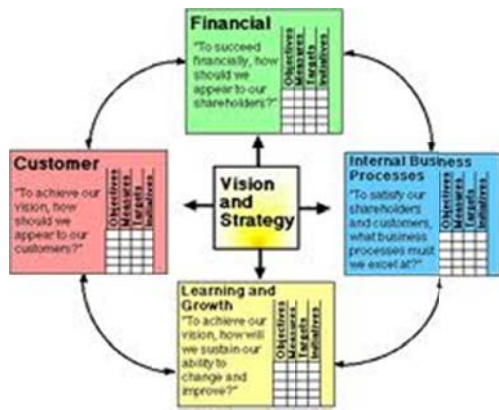 Financial
"To succeed
financially, how
should we
appear to our
shareholders?"
Objectives
Measures
Targets
Initiatives
Customer
"To achieve our
vision, how
should we
appear to our
customers?"
Objectives
Measures
Targets
Initiatives
Vision
and
Strategy
Internal Business
Processes
"To satisfy our
shareholders
and customers,
what business
processes must
we excel at?"
Objectives
Measures
Targets
Initiatives
Learning and
Growth
"To achieve our
vision, how will
we sustain our
ability to
change and
improve?"
Objectives
Measures
Targets
Initiatives